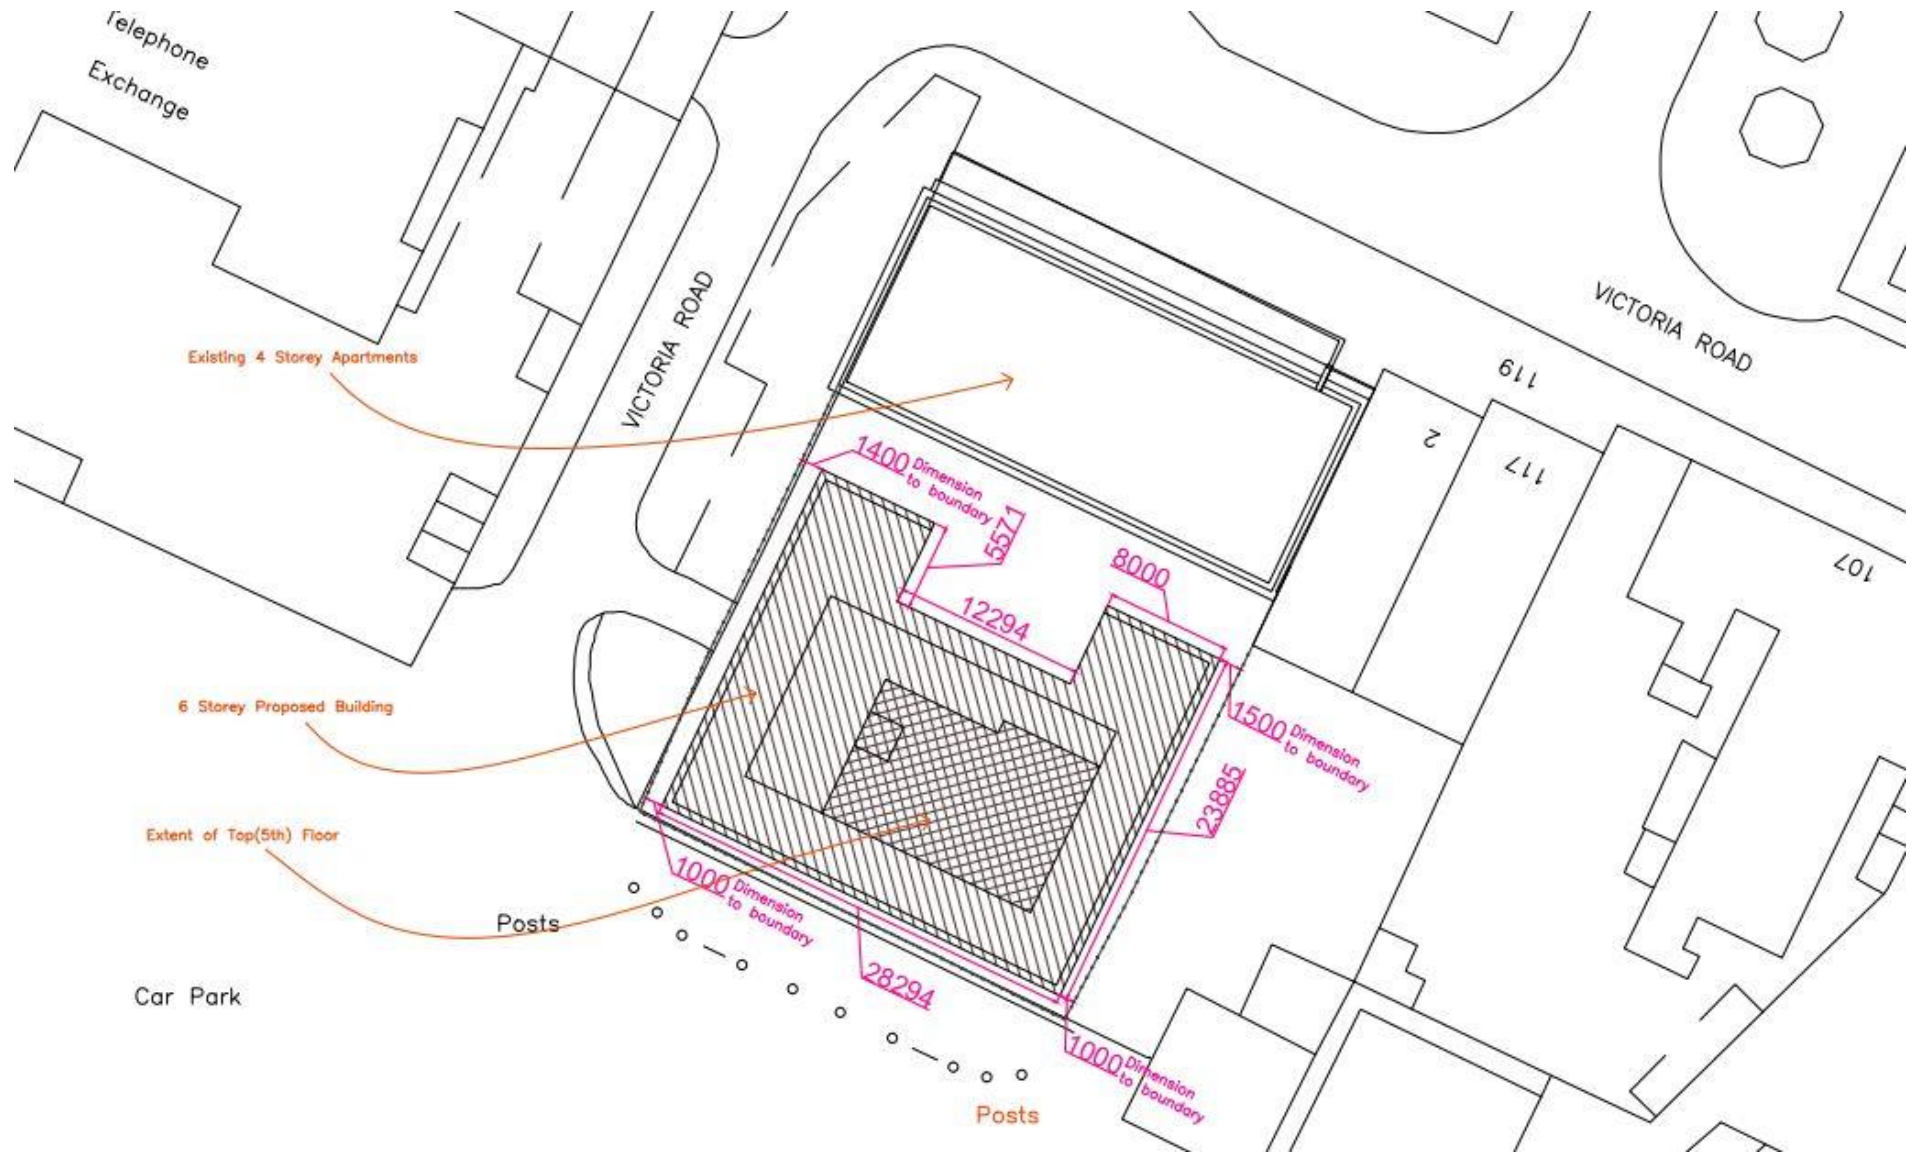 Telephone
Exchange
VICTORIA ROAD
VICTORIA ROAD
119
2
117
107
Existing 4 Storey Apartments
1400 Dimension
to boundary
5571
8000
12294
6 Storey Proposed Building
1500 Dimension
to boundary
23885
Extent of Top(5th) Floor
1000 Dimension
to boundary
Posts
28294
Car Park
1000 Dimension
to boundary
Posts